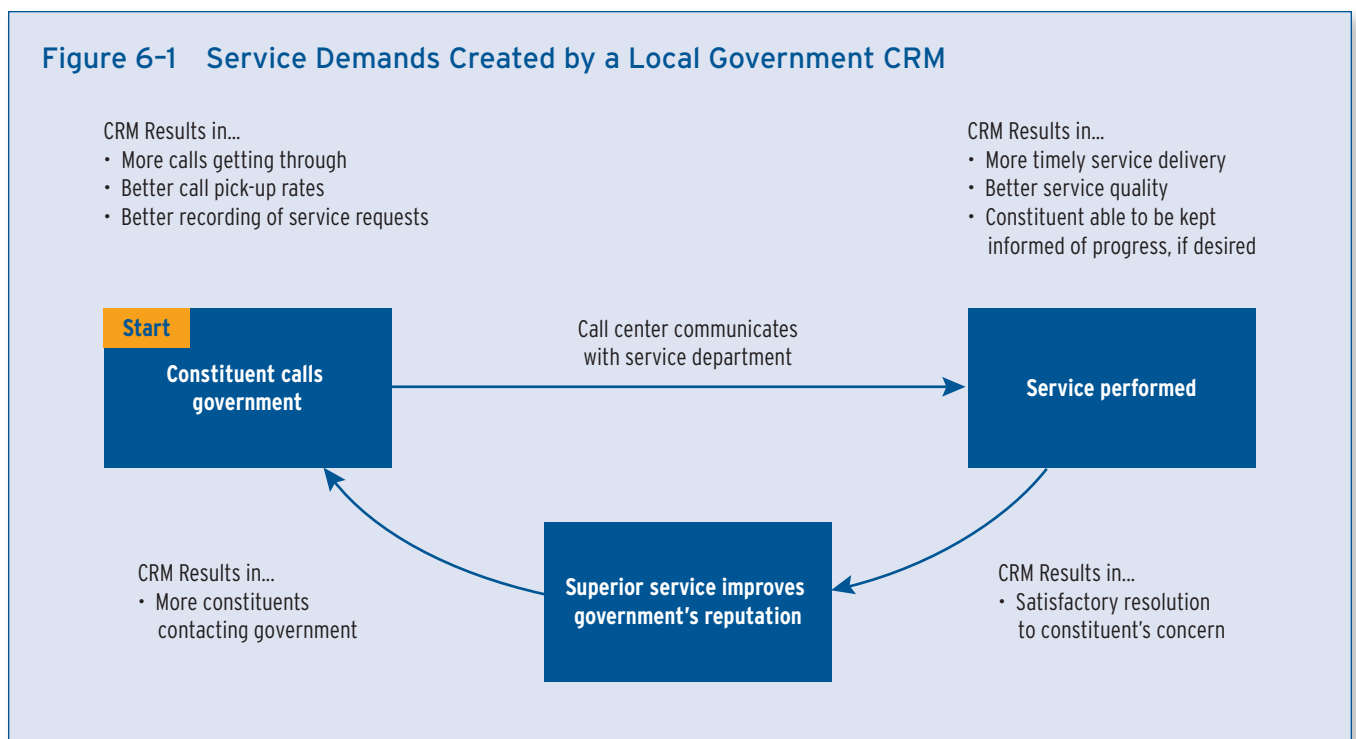 Figure 6–1 Service Demands Created by a Local Government CRM
CRM Results in...
• More calls getting through
• Better call pick-up rates
• Better recording of service requests
CRM Results in...
• More timely service delivery
• Better service quality
• Constituent able to be kept
informed of progress, if desired
Start
Constituent calls
government
Call center communicates
with service department
Service performed
CRM Results in...
• More constituents
contacting government
Superior service improves
government's reputation
CRM Results in...
• Satisfactory resolution
to constituent's concern